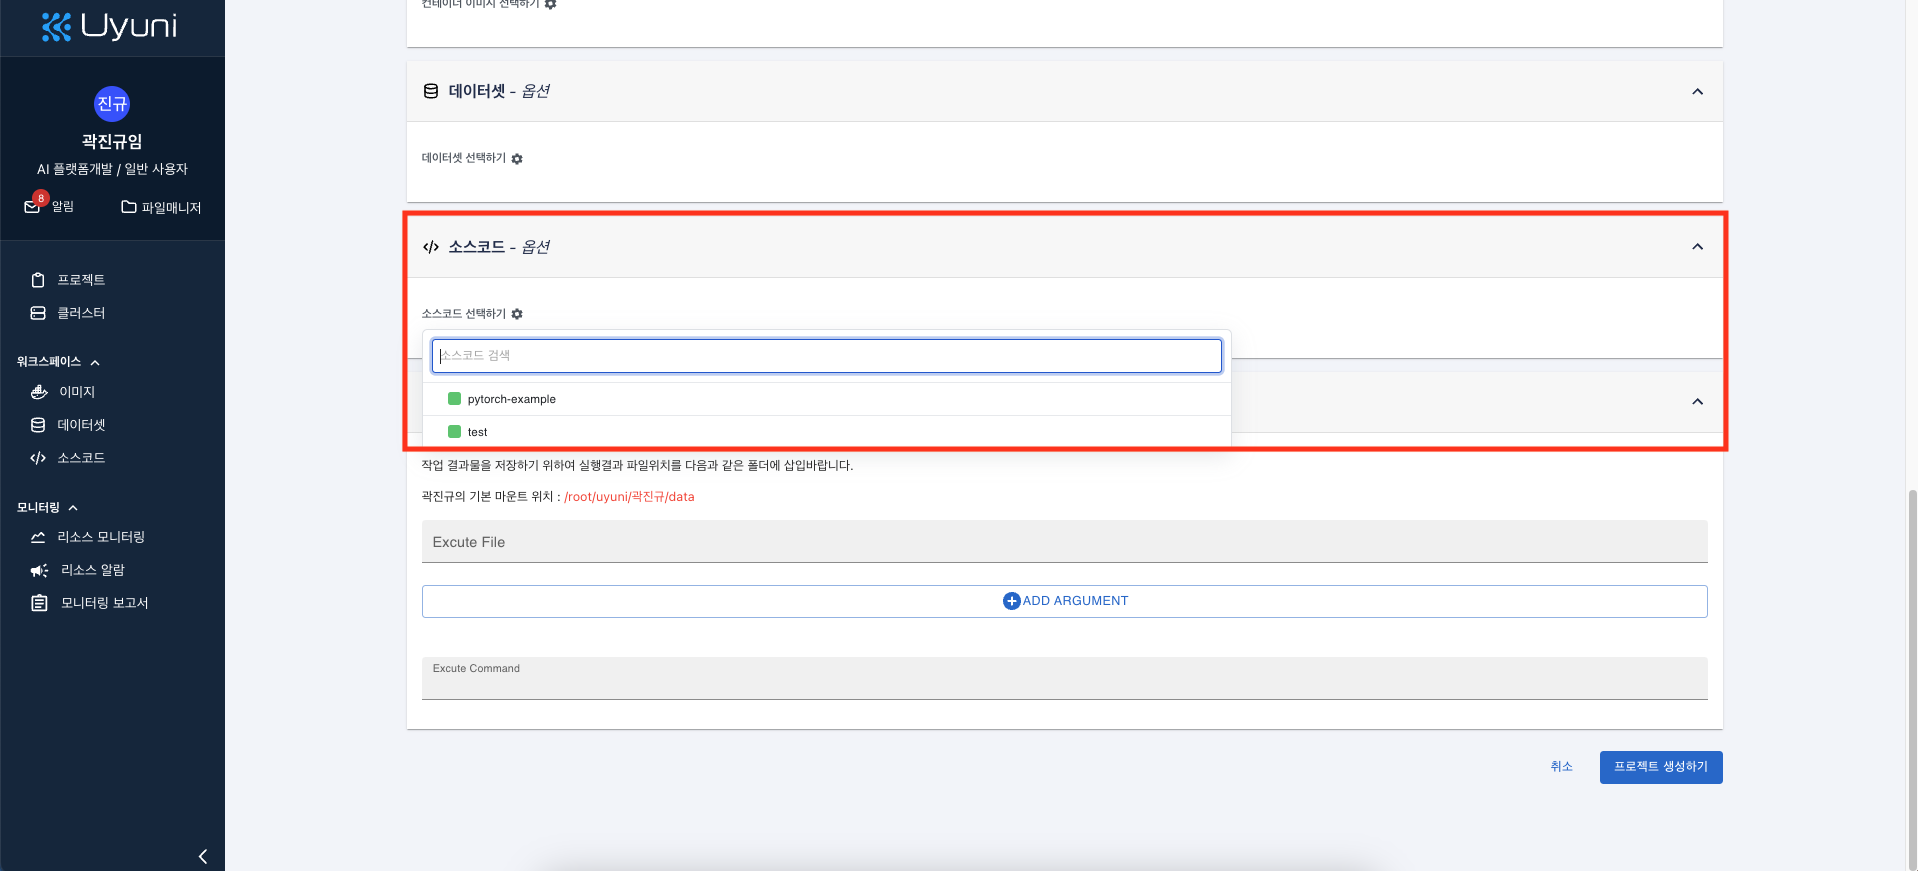 Uyuni
진규
곽진규임
AI 플랫폼개발 / 일반 사용자
8
알림
파일매니저
프로젝트
클러스터
워크스페이스
이미지
데이터셋
소스코드
모니터링
리소스 모니터링
리소스 알람
모니터링 보고서
컨테이너 이미지 선택하기
데이터셋 - 옵션
데이터셋 선택하기
소스코드 - 옵션
소스코드 선택하기
소스코드 검색
pytorch-example
test
작업 결과물을 저장하기 위하여 실행결과 파일위치를 다음과 같은 폴더에 삽입바랍니다.
곽진규의 기본 마운트 위치 : /root/uyuni/곽진규/data
Excute File
ADD ARGUMENT
Excute Command
취소
프로젝트 생성하기